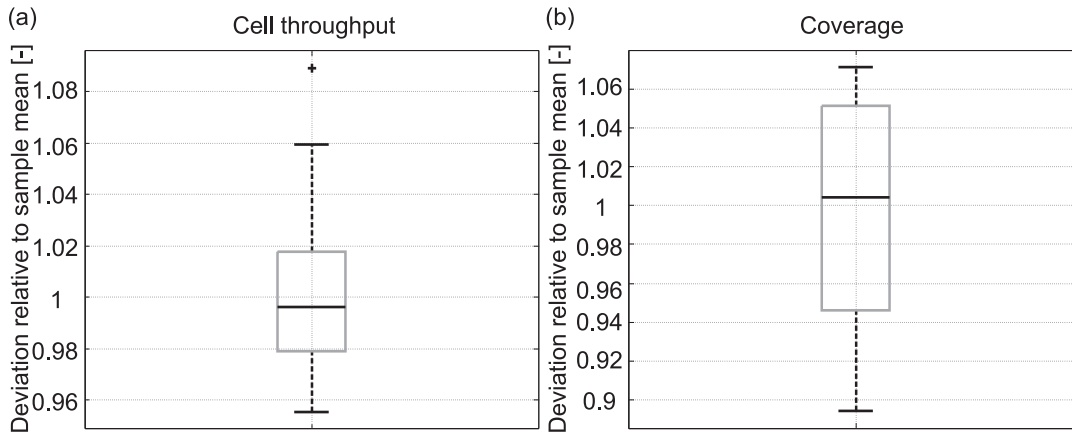 (a)
Cell throughput
Deviation relative to sample mean [-]
1.08
1.06
1.04
1.02
1
0.98
0.96
(b)
Coverage
Deviation relative to sample mean [-]
1.06
1.04
1.02
1
0.98
0.96
0.94
0.92
0.9